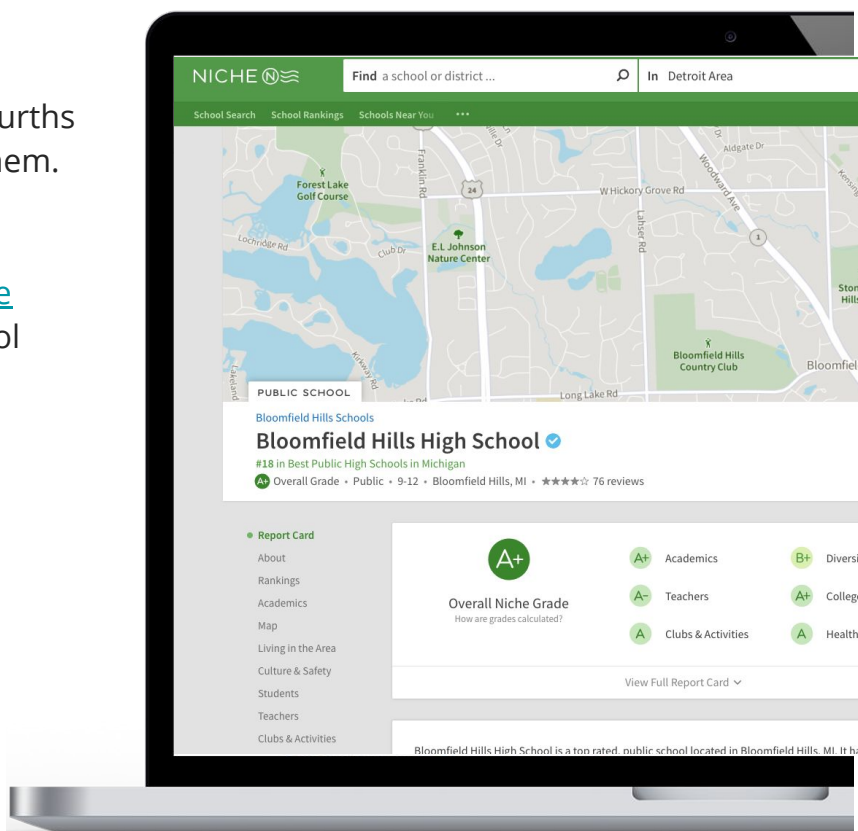 urths
hem.
e
ol
NICHE
Find a school or district ...
In Detroit Area
School Search School Rankings Schools Near You •••
Aldgate Dr
Franklin Rd
Woodward Ave
Forest Lake
Golf Course
24
W Hickory Grove Rd
Lahser Rd
1
Lochridge Rd
Club Dr
E.L Johnson
Nature Center
Ston
Hills
Kirkway Rd
Bloomfield Hills
Country Club
Bloomfiel
Lakeland
Long Lake Rd
PUBLIC SCHOOL
Bloomfield Hills Schools
Bloomfield Hills High School
#18 in Best Public High Schools in Michigan
A+ Overall Grade • Public • 9-12 • Bloomfield Hills, MI • ★★★★☆ 76 reviews
Report Card
About
Rankings
Academics
Map
Living in the Area
Culture & Safety
Students
Teachers
Clubs & Activities
A+
Overall Niche Grade
How are grades calculated?
A+ Academics
B+ Diversi
A- Teachers
A+ College
A Clubs & Activities
A Health
View Full Report Card
Bloomfield Hills High School is a top rated, public school located in Bloomfield Hills, MI. It ha